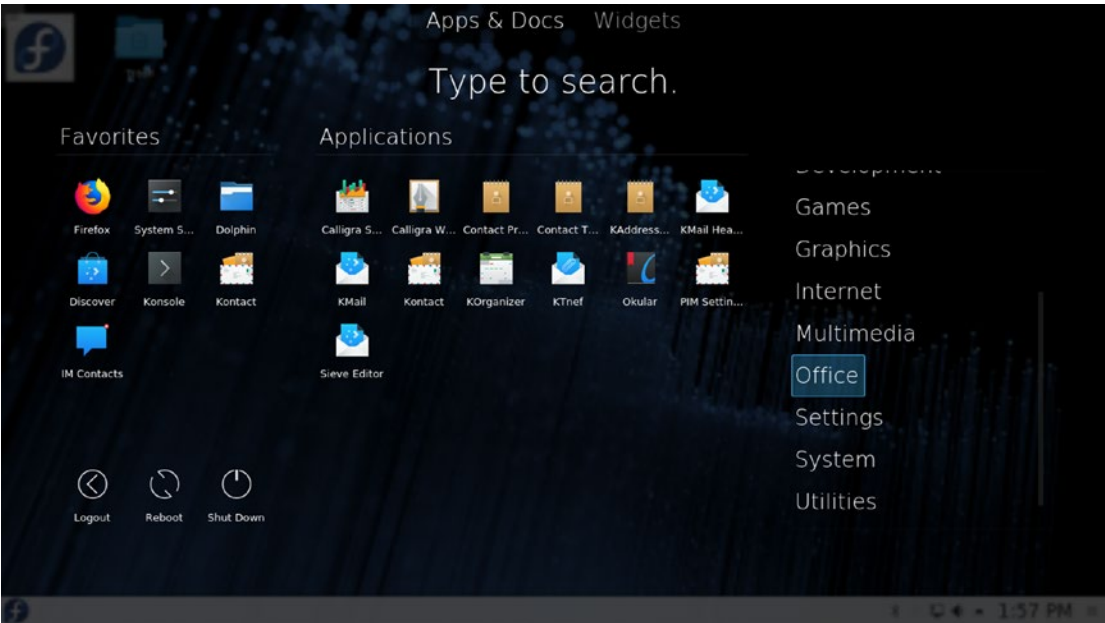 Apps & Docs Widgets
Type to search.
Favorites
Firefox System S... Dolphin
Discover Konsole Kontact
IM Contacts
Logout Reboot Shut Down
Applications
Calligra S... Calligra W... Contact Pr... Contact T... KAddress... KMail Hea...
KMail Kontact KOrganizer KTnef Okular PIM Settin...
Sieve Editor
Development
Games
Graphics
Internet
Multimedia
Office
Settings
System
Utilities
1:57 PM